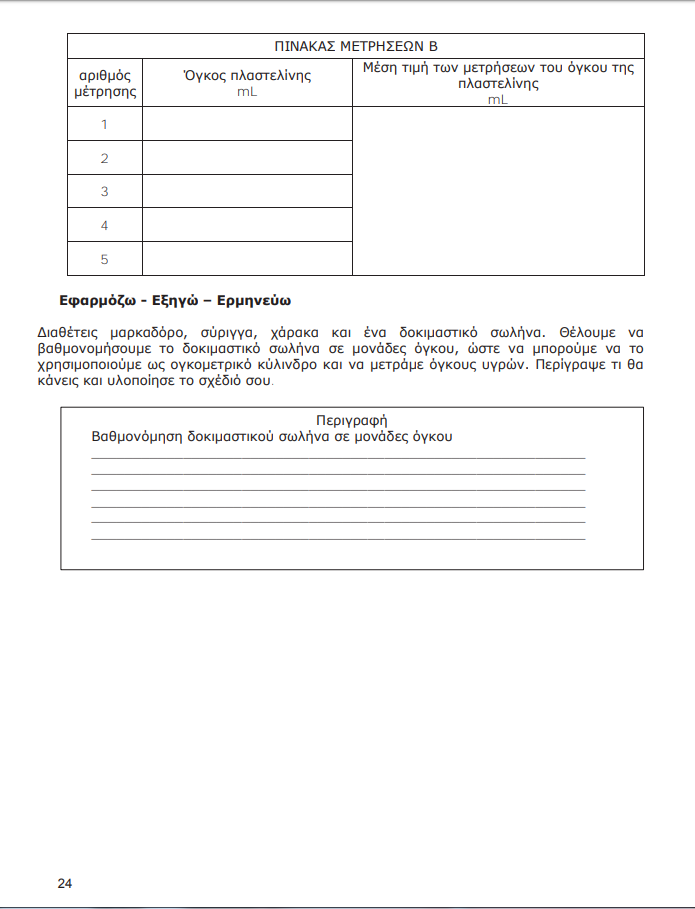 ΠΙΝΑΚΑΣ ΜΕΤΡΗΣΕΩΝ Β
αριθμός μέτρησης
Όγκος πλαστελίνης
mL
Μέση τιμή των μετρήσεων του όγκου της
πλαστελίνης
mL
1
2
3
4
5
Εφαρμόζω - Εξηγώ – Ερμηνεύω
Διαθέτεις μαρκαδόρο, σύριγγα, χάρακα και ένα δοκιμαστικό σωλήνα. Θέλουμε να
βαθμονομήσουμε το δοκιμαστικό σωλήνα σε μονάδες όγκου, ώστε να μπορούμε να το
χρησιμοποιούμε ως ογκομετρικό κύλινδρο και να μετράμε όγκους υγρών. Περίγραψε τι θα
κάνεις και υλοποίησε το σχέδιό σου.
Περιγραφή
Βαθμονόμηση δοκιμαστικού σωλήνα σε μονάδες όγκου
24